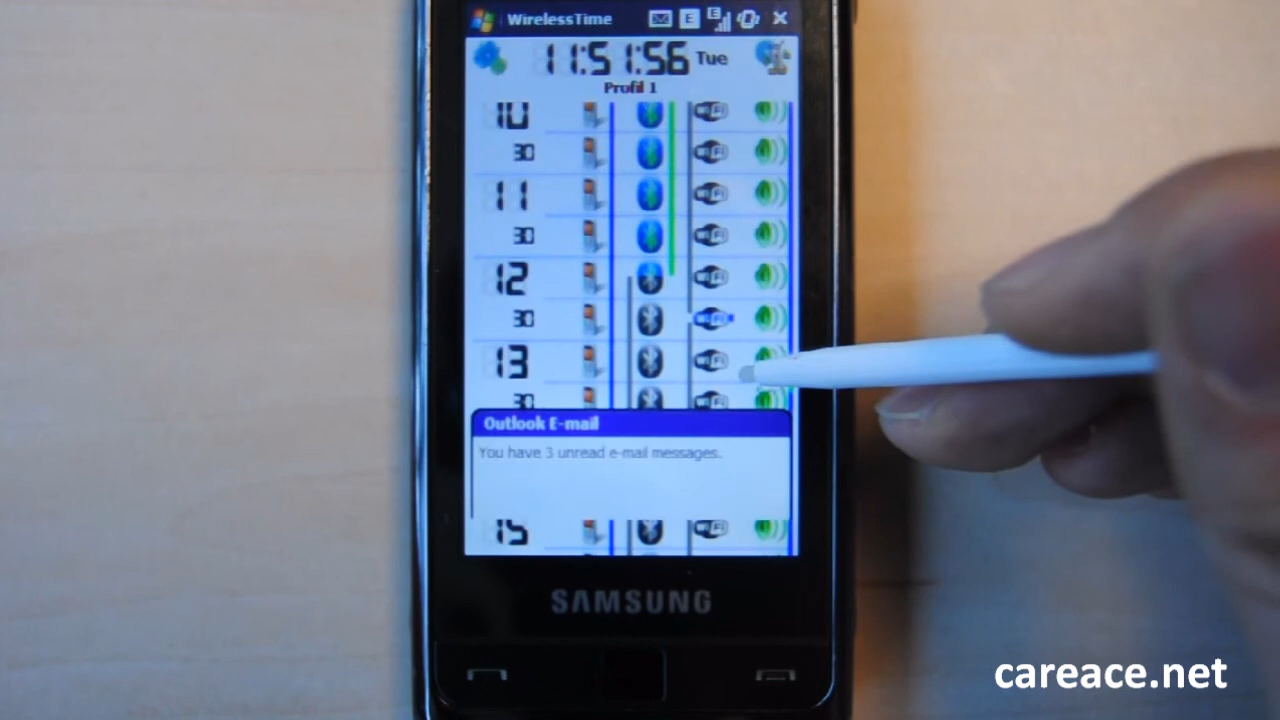 WirelessTime
11:51:56 Tue
Profil 1
10
30
11
30
12
30
13
30
Outlook E-mail
You have 3 unread e-mail messages.
15
SAMSUNG
careace.net